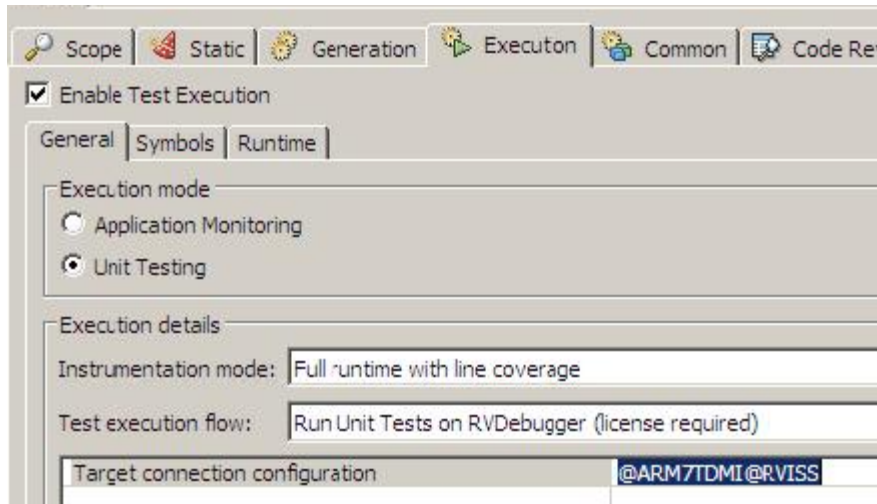 Scope Static Generation Executon Common Code Re
Enable Test Execution
General Symbols Runtime
Execution mode
Application Monitoring
Unit Testing
Execution details
Instrumentation mode: Full runtime with line coverage
Test execution flow: Run Unit Tests on RVDebugger (license required)
Target connection configuration @ARM7TDMI@RVISS